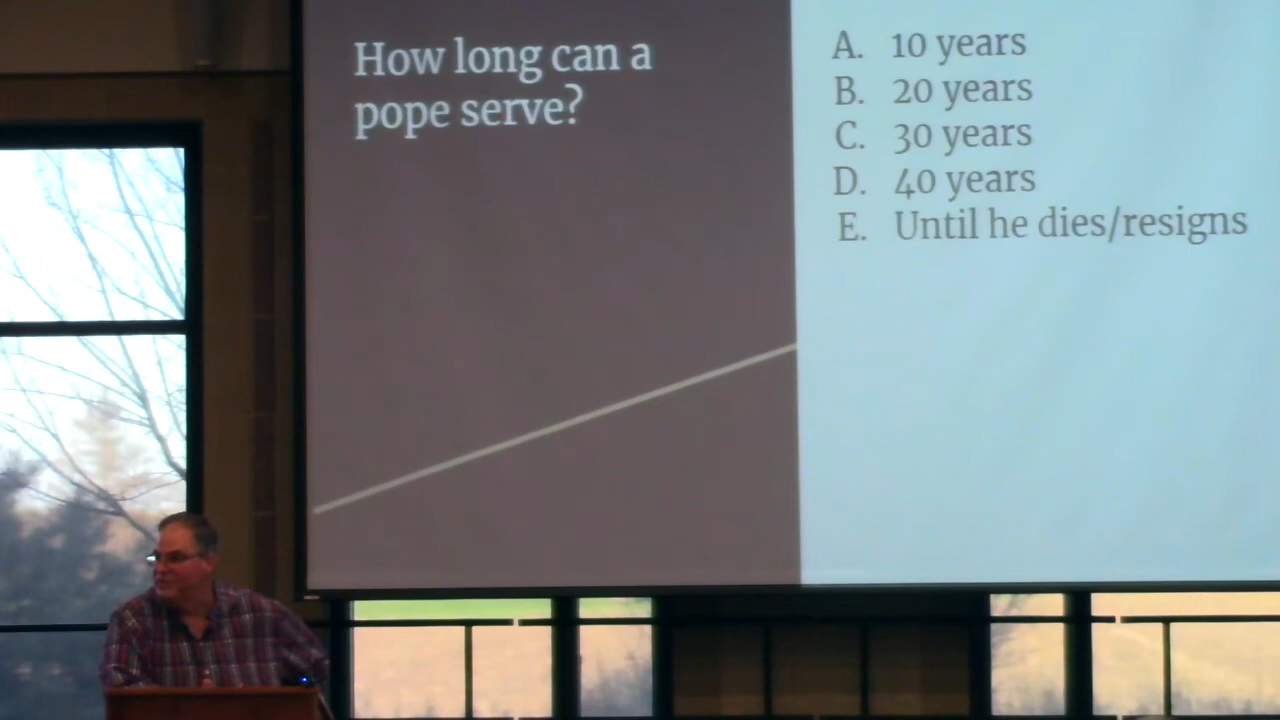 How long can a
pope serve?
A. 10 years
B. 20 years
C. 30 years
D. 40 years
E. Until he dies/resigns